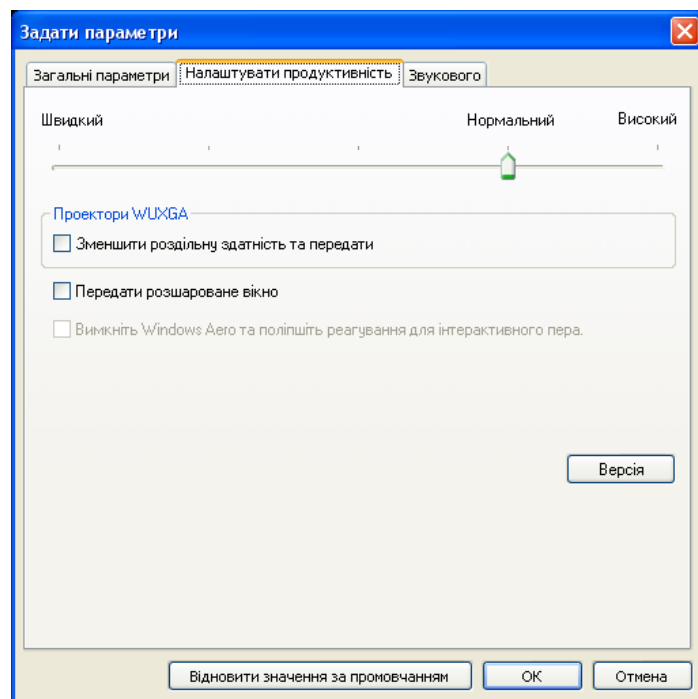 Задати параметри
Загальні параметри Налаштувати продуктивність Звукового
Швидкий Нормальний Високий
Проектори WUXGA
Зменшити роздільну здатність та передати
Передати розшароване вікно
Вимкніть Windows Aero та поліпшіть реагування для інтерактивного пера.
Версія
Відновити значення за промовчанням OK Отмена